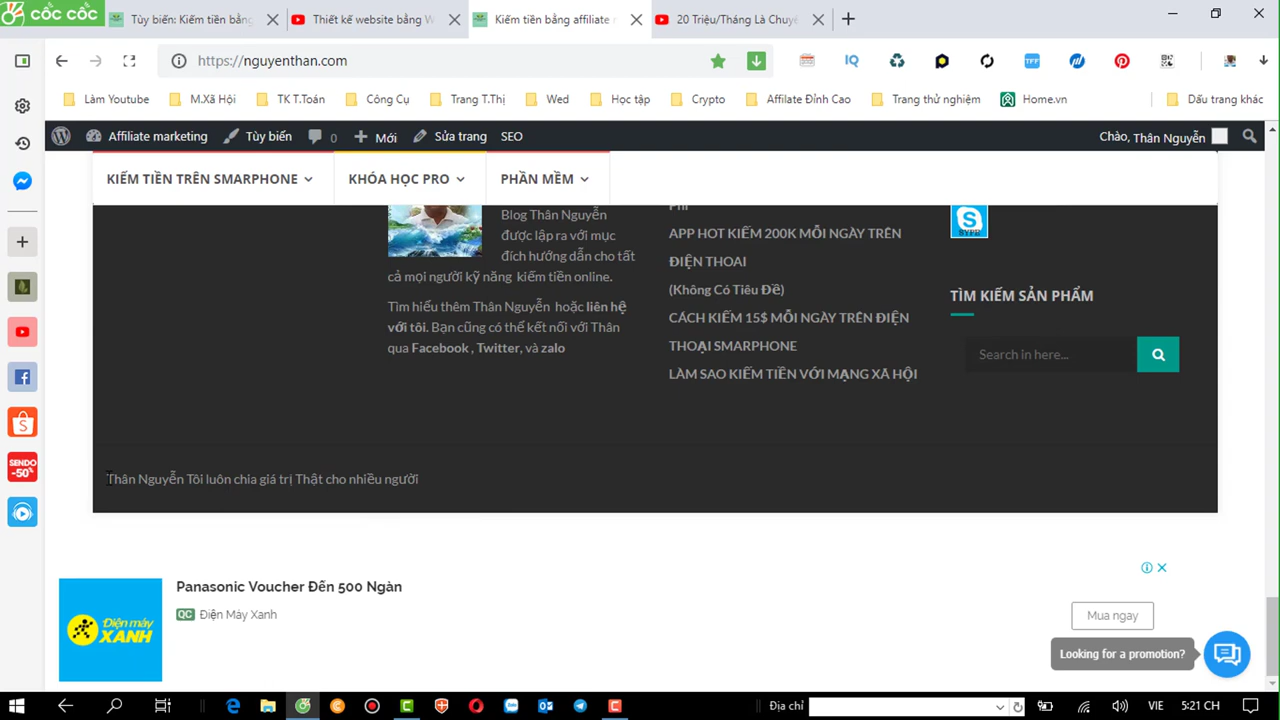 cốc cốc
Tùy biến: Kiếm tiền bằng
Thiết kế website bằng W
Kiếm tiền bằng affiliate
20 Triệu/Tháng Là Chuyệ
https://nguyenthan.com
IQ
TFF
Làm Youtube
M.Xã Hội
TK T.Toán
Công Cụ
Trang T.Thị
Wed
Học tập
Crypto
Affilate Đỉnh Cao
Trang thử nghiệm
Home.vn
Dấu trang khác
Affiliate marketing
Tùy biến
0
Mới
Sửa trang
SEO
Chào, Thân Nguyễn
KIẾM TIỀN TRÊN SMARPHONE
KHÓA HỌC PRO
PHẦN MỀM
Blog Thân Nguyễn
được lập ra với mục
đích hướng dẫn cho tất
cả mọi người kỹ năng kiếm tiền online.
Tìm hiểu thêm Thân Nguyễn hoặc liên hệ
với tôi. Bạn cũng có thể kết nối với Thân
qua Facebook , Twitter, và zalo
Phí
APP HOT KIẾM 200K MỖI NGÀY TRÊN
ĐIỆN THOAI
(Không Có Tiêu Đề)
CÁCH KIẾM 15$ MỖI NGÀY TRÊN ĐIỆN
THOẠI SMARPHONE
LÀM SAO KIẾM TIỀN VỚI MẠNG XÃ HỘI
TÌM KIẾM SẢN PHẨM
Search in here...
SENDO
-50%
Thân Nguyễn Tôi luôn chia giá trị Thật cho nhiều người
Điện máy
XANH
Panasonic Voucher Đến 500 Ngàn
QC Điện Máy Xanh
Mua ngay
Looking for a promotion?
Địa chỉ
VIE
5:21 CH